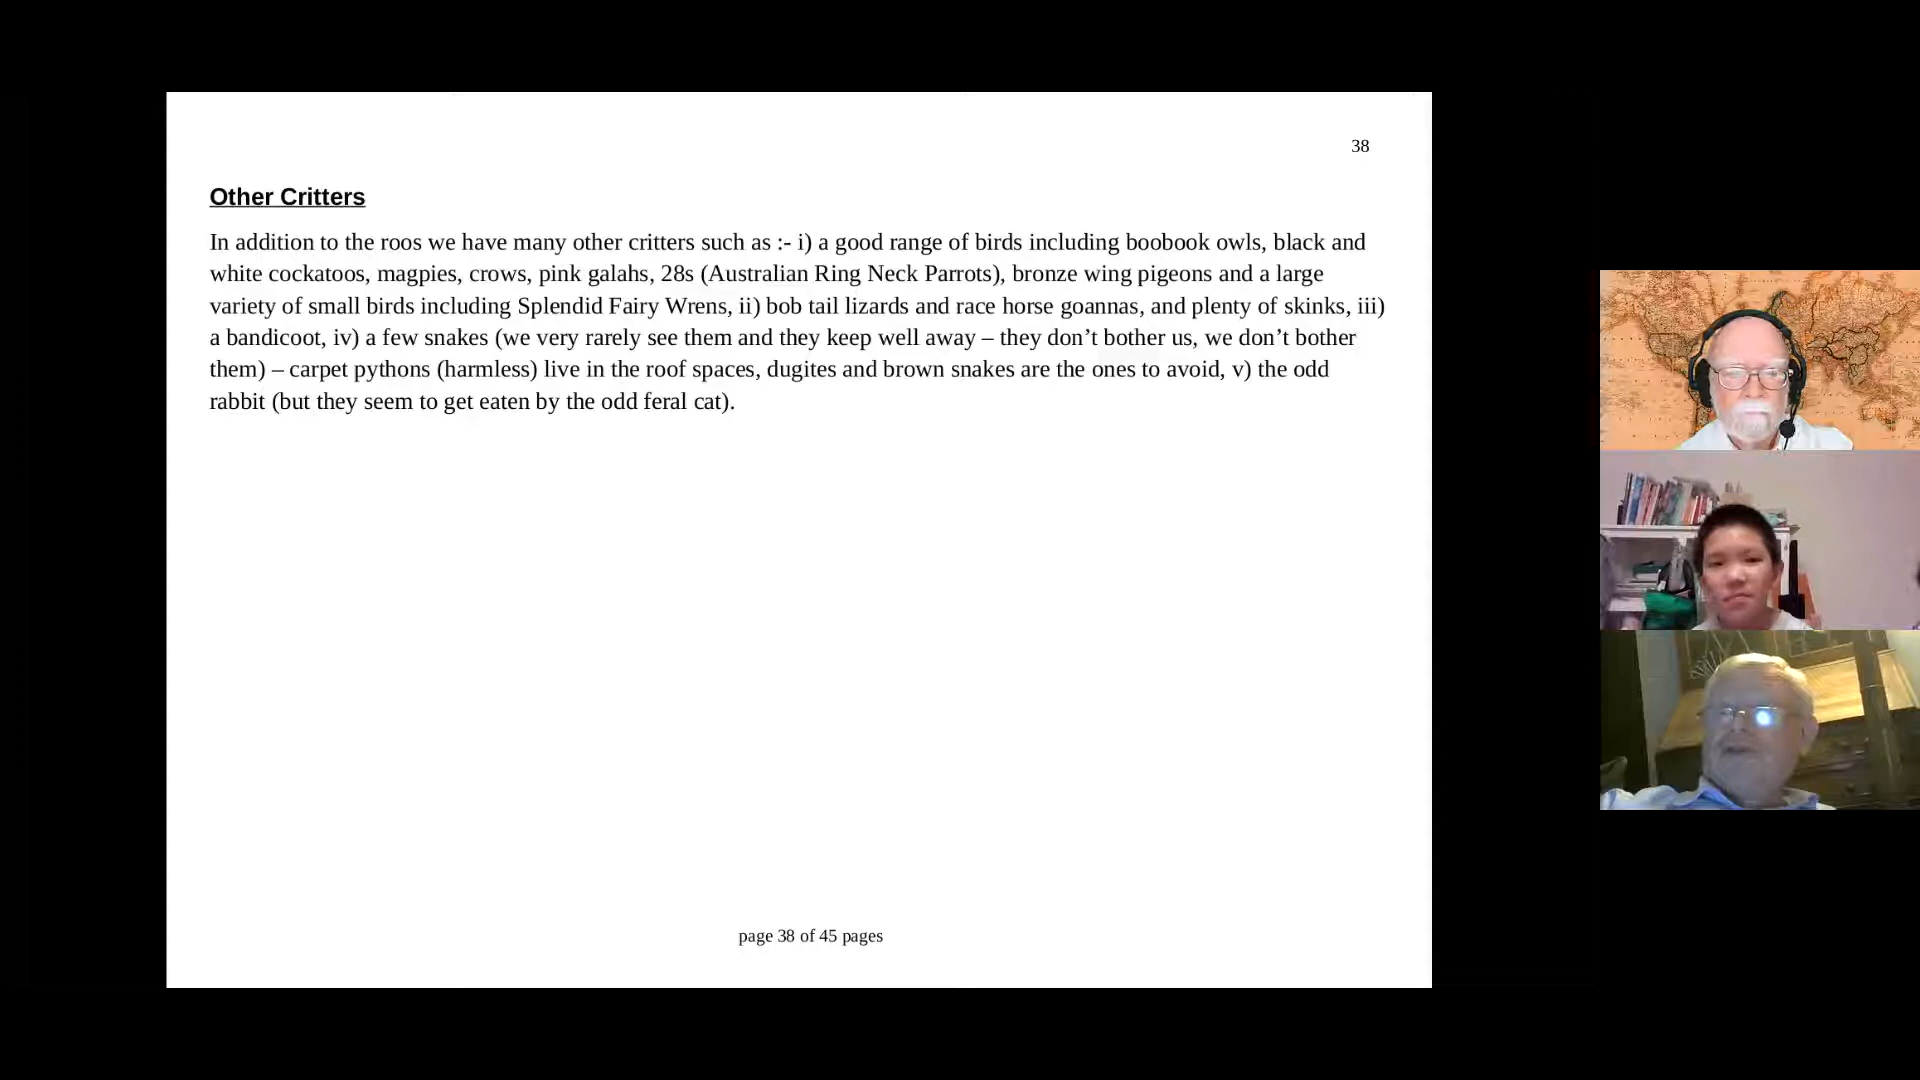 38
Other Critters
In addition to the roos we have many other critters such as :- i) a good range of birds including boobook owls, black and
white cockatoos, magpies, crows, pink galahs, 28s (Australian Ring Neck Parrots), bronze wing pigeons and a large
variety of small birds including Splendid Fairy Wrens, ii) bob tail lizards and race horse goannas, and plenty of skinks, iii)
a bandicoot, iv) a few snakes (we very rarely see them and they keep well away – they don’t bother us, we don’t bother
them) – carpet pythons (harmless) live in the roof spaces, dugites and brown snakes are the ones to avoid, v) the odd
rabbit (but they seem to get eaten by the odd feral cat).
page 38 of 45 pages